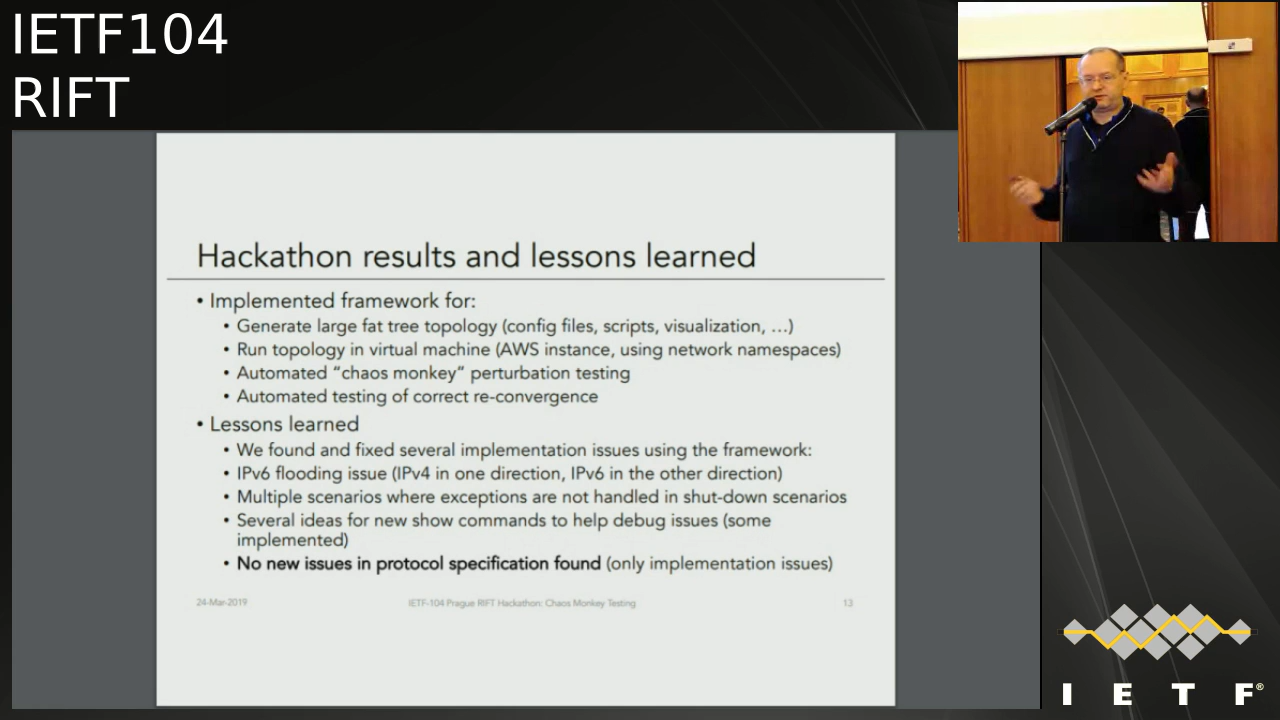 IETF104
RIFT
Hackathon results and lessons learned
• Implemented framework for:
• Generate large fat tree topology (config files, scripts, visualization, …)
• Run topology in virtual machine (AWS instance, using network namespaces)
• Automated “chaos monkey” perturbation testing
• Automated testing of correct re-convergence
• Lessons learned
• We found and fixed several implementation issues using the framework:
• IPv6 flooding issue (IPv4 in one direction, IPv6 in the other direction)
• Multiple scenarios where exceptions are not handled in shut-down scenarios
• Several ideas for new show commands to help debug issues (some
implemented)
• No new issues in protocol specification found (only implementation issues)
24-Mar-2019 IETF-104 Prague RIFT Hackathon: Chaos Monkey Testing 13
I E T F®